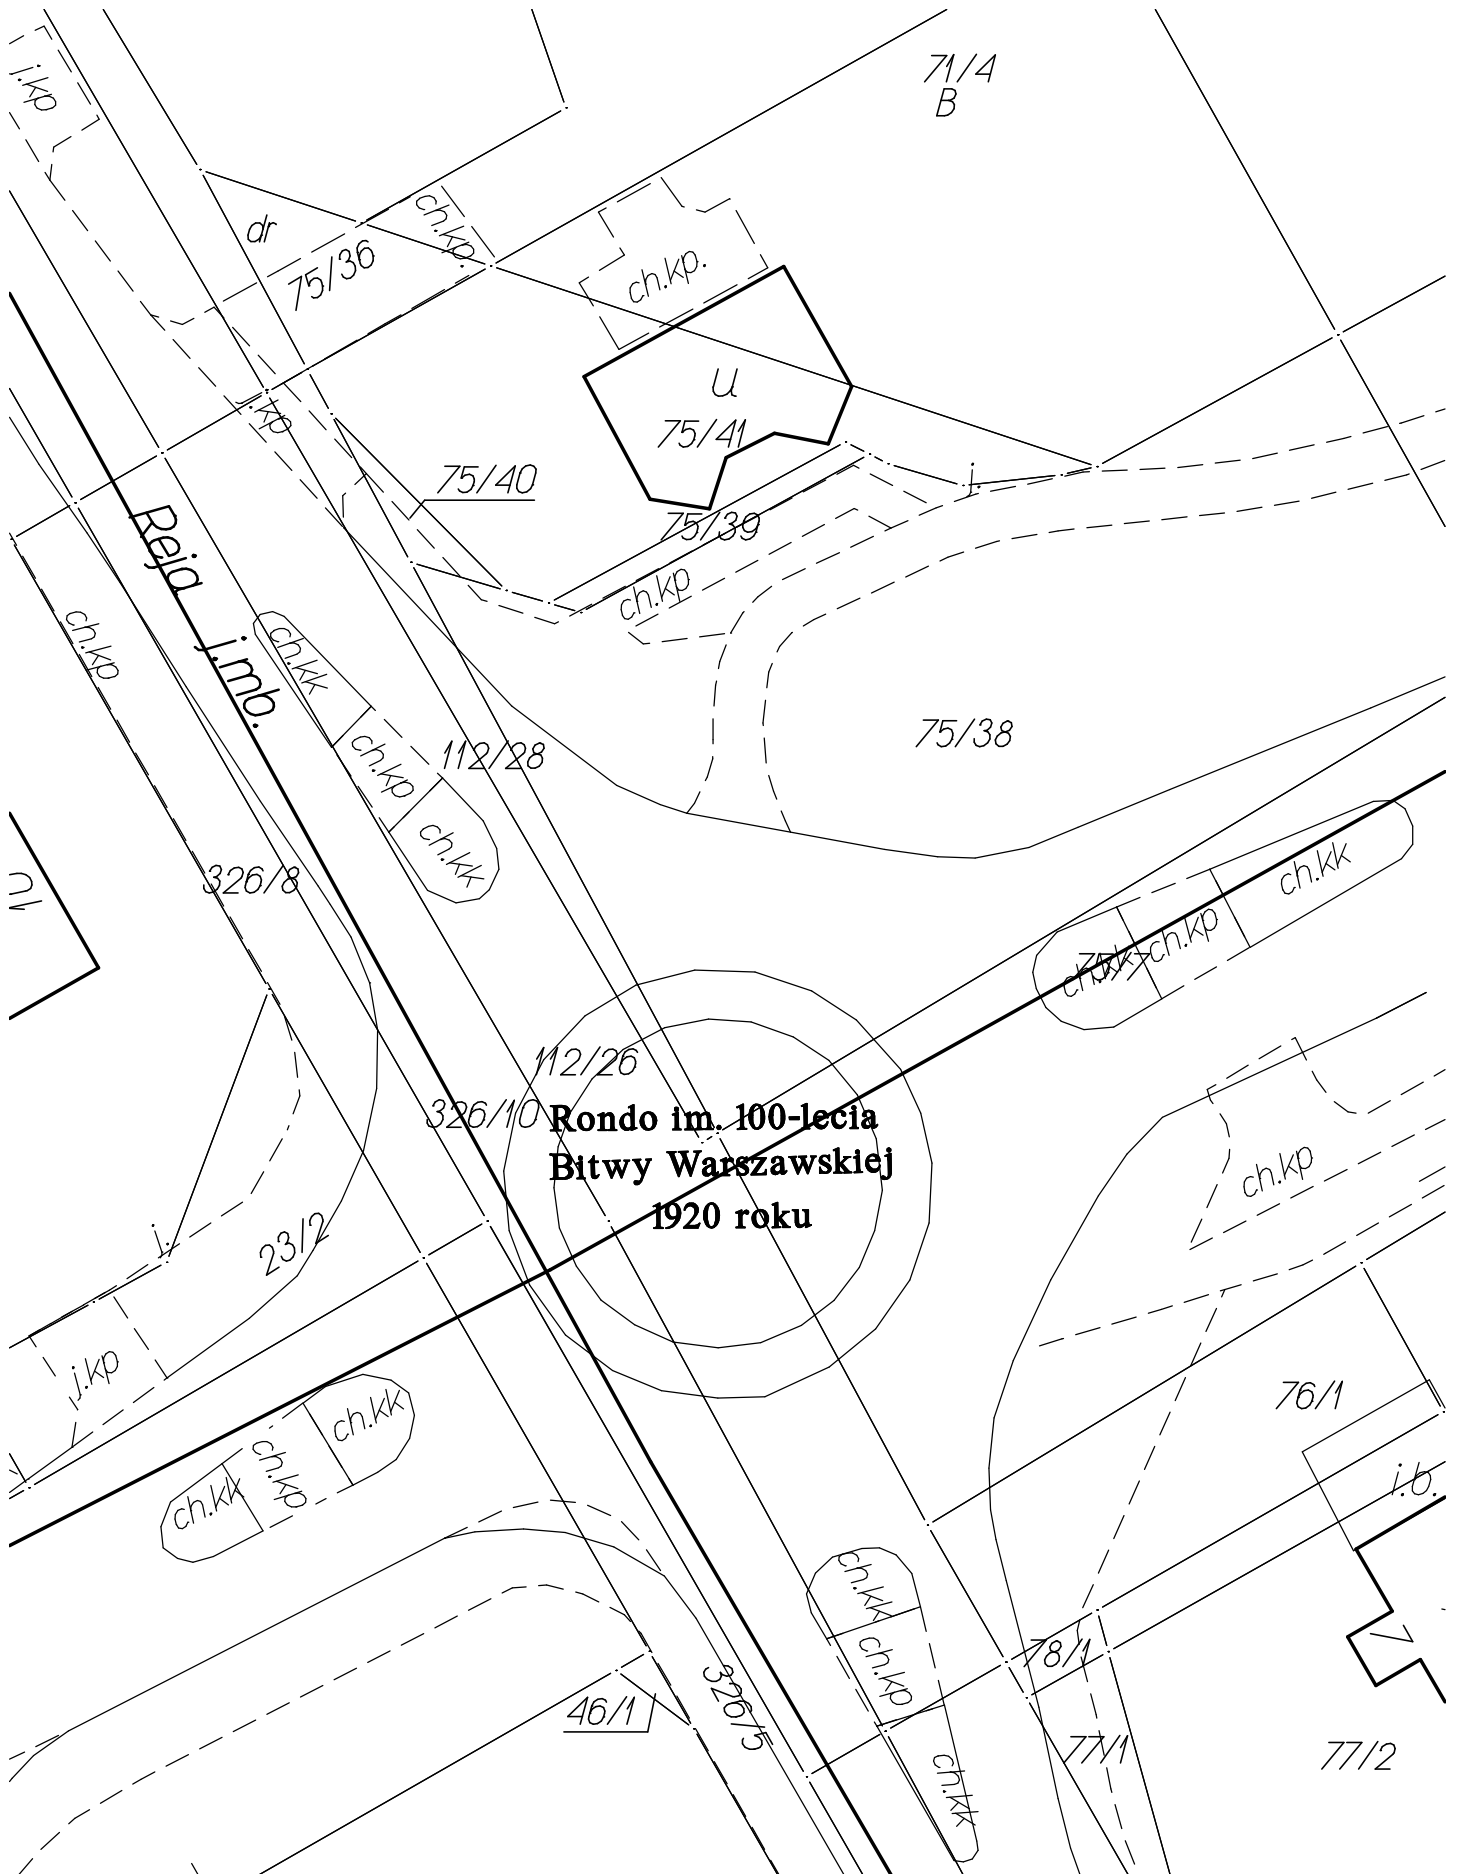 71/4
B
j.kp
dr
ch.kp.
75/36
ch.kp.
u
75/41
j.kp
75/40
j.
75/39
ch.kp
Reja j.mb.
ch.kp
ch.kk
75/38
112/28
ch.kp
ch.kk
326/8
ch.kk
ch.kp
ch.kk
112/26
326/10
Rondo im. 100-lecia
Bitwy Warszawskiej
1920 roku
ch.kp
j.
23/2
j.kp
76/1
ch.kk
ch.kp
i.b.
ch.kk
ch.kk
78/1
ch.kp
326/5
46/1
77/1
77/2
ch.kk